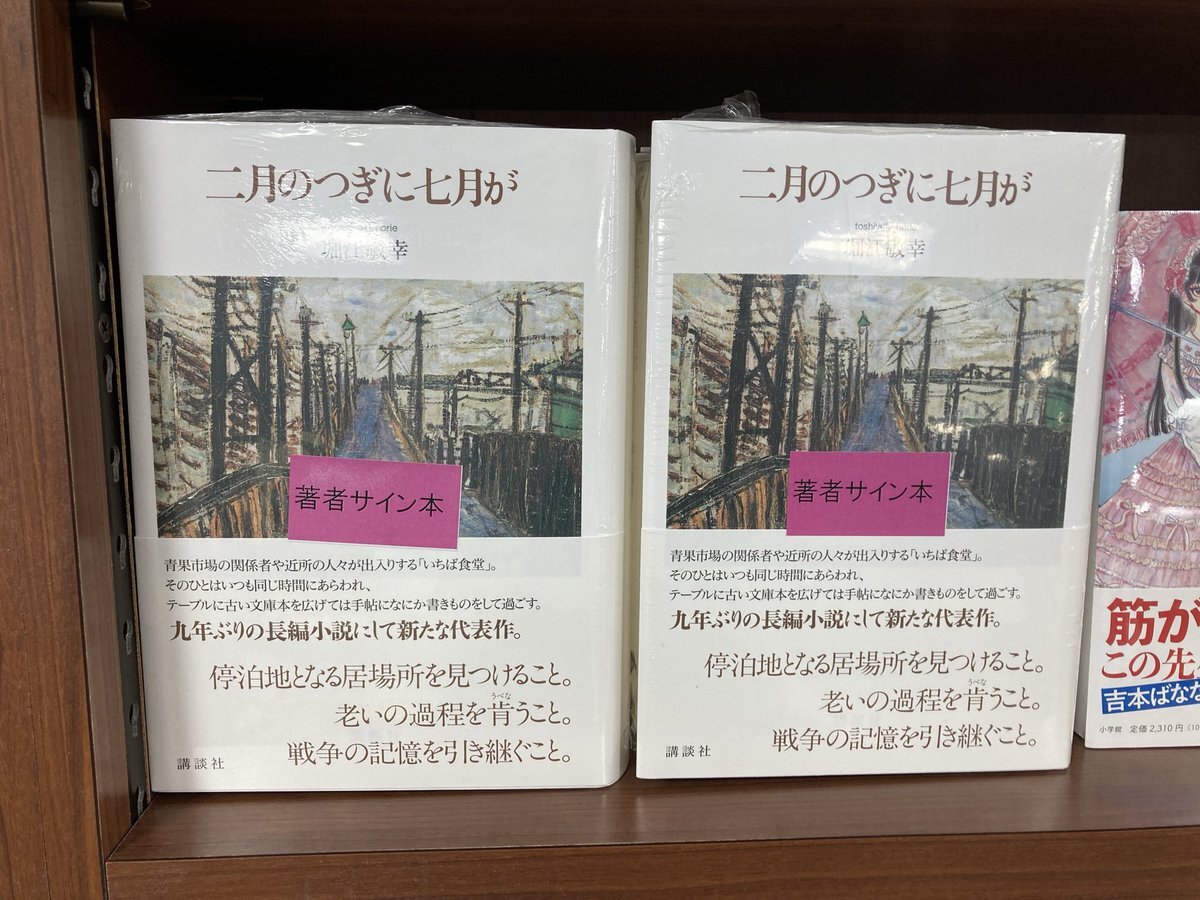 二月のつぎに七月が
堀江敏幸
著者サイン本
青果市場の関係者や近所の人々が出入りする「いちば食堂」。
そのひとはいつも同じ時間にあらわれ、
テーブルに古い文庫本を広げては手帖になにか書きものをして過ごす。
九年ぶりの長編小説にして新たな代表作。
停泊地となる居場所を見つけること。
老いの過程を肯うこと。
うべな
戦争の記憶を引き継ぐこと。
講談社
二月のつぎに七月が
堀江敏幸
著者サイン本
青果市場の関係者や近所の人々が出入りする「いちば食堂」。
そのひとはいつも同じ時間にあらわれ、
テーブルに古い文庫本を広げては手帖になにか書きものをして過ごす。
九年ぶりの長編小説にして新たな代表作。
停泊地となる居場所を見つけること。
老いの過程を肯うこと。
うべな
戦争の記憶を引き継ぐこと。
講談社
筋が
この先
吉本ばなな
小学館 定価2,310円(10